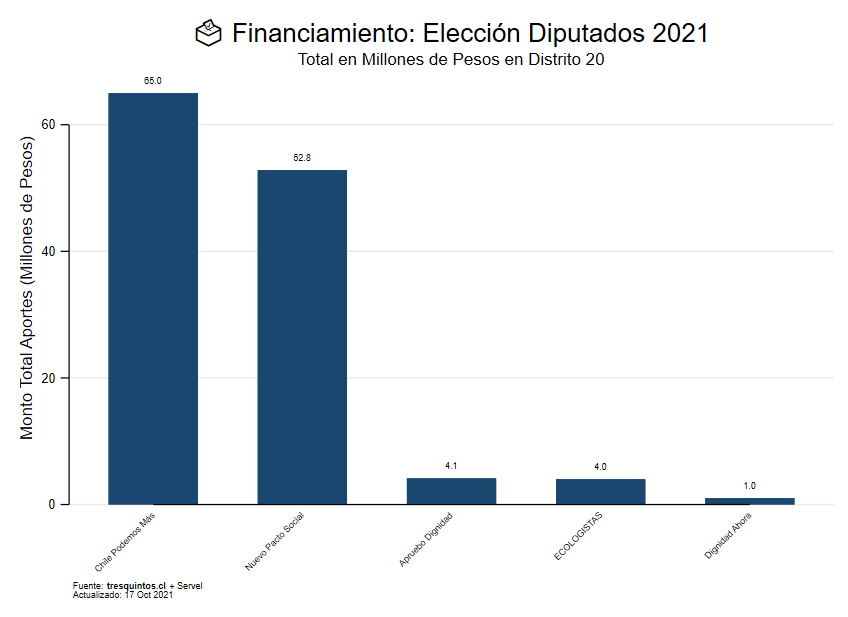 Financiamiento: Elección Diputados 2021
Total en Millones de Pesos en Distrito 20
Monto Total Aportes (Millones de Pesos)
60
40
20
0
65.0
52.8
4.1
4.0
1.0
Chile Podemos Más
Nuevo Pacto Social
Apruebo Dignidad
ECOLOGISTAS
Dignidad Ahora
Fuente: tresquintos.cl + Servel
Actualizado: 17 Oct 2021